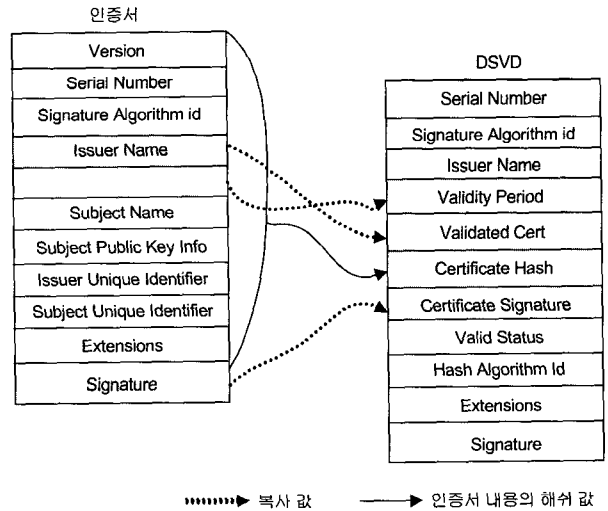 인증서
Version
Serial Number
Signature Algorithm id
Issuer Name
Subject Name
Subject Public Key Info
Issuer Unique Identifier
Subject Unique Identifier
Extensions
Signature
DSVD
Serial Number
Signature Algorithm id
Issuer Name
Validity Period
Validated Cert
Certificate Hash
Certificate Signature
Valid Status
Hash Algorithm Id
Extensions
Signature
복사 값
인증서 내용의 해쉬 값